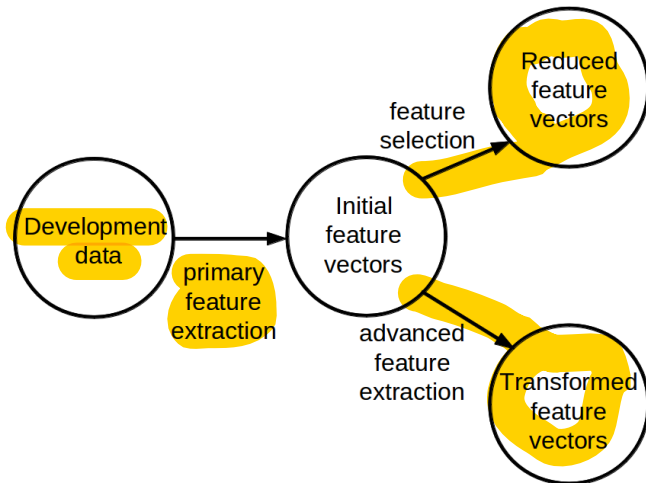 Development
data
primary
feature
extraction
Initial
feature
vectors
feature
selection
Reduced
feature
vectors
advanced
feature
extraction
Transformed
feature
vectors